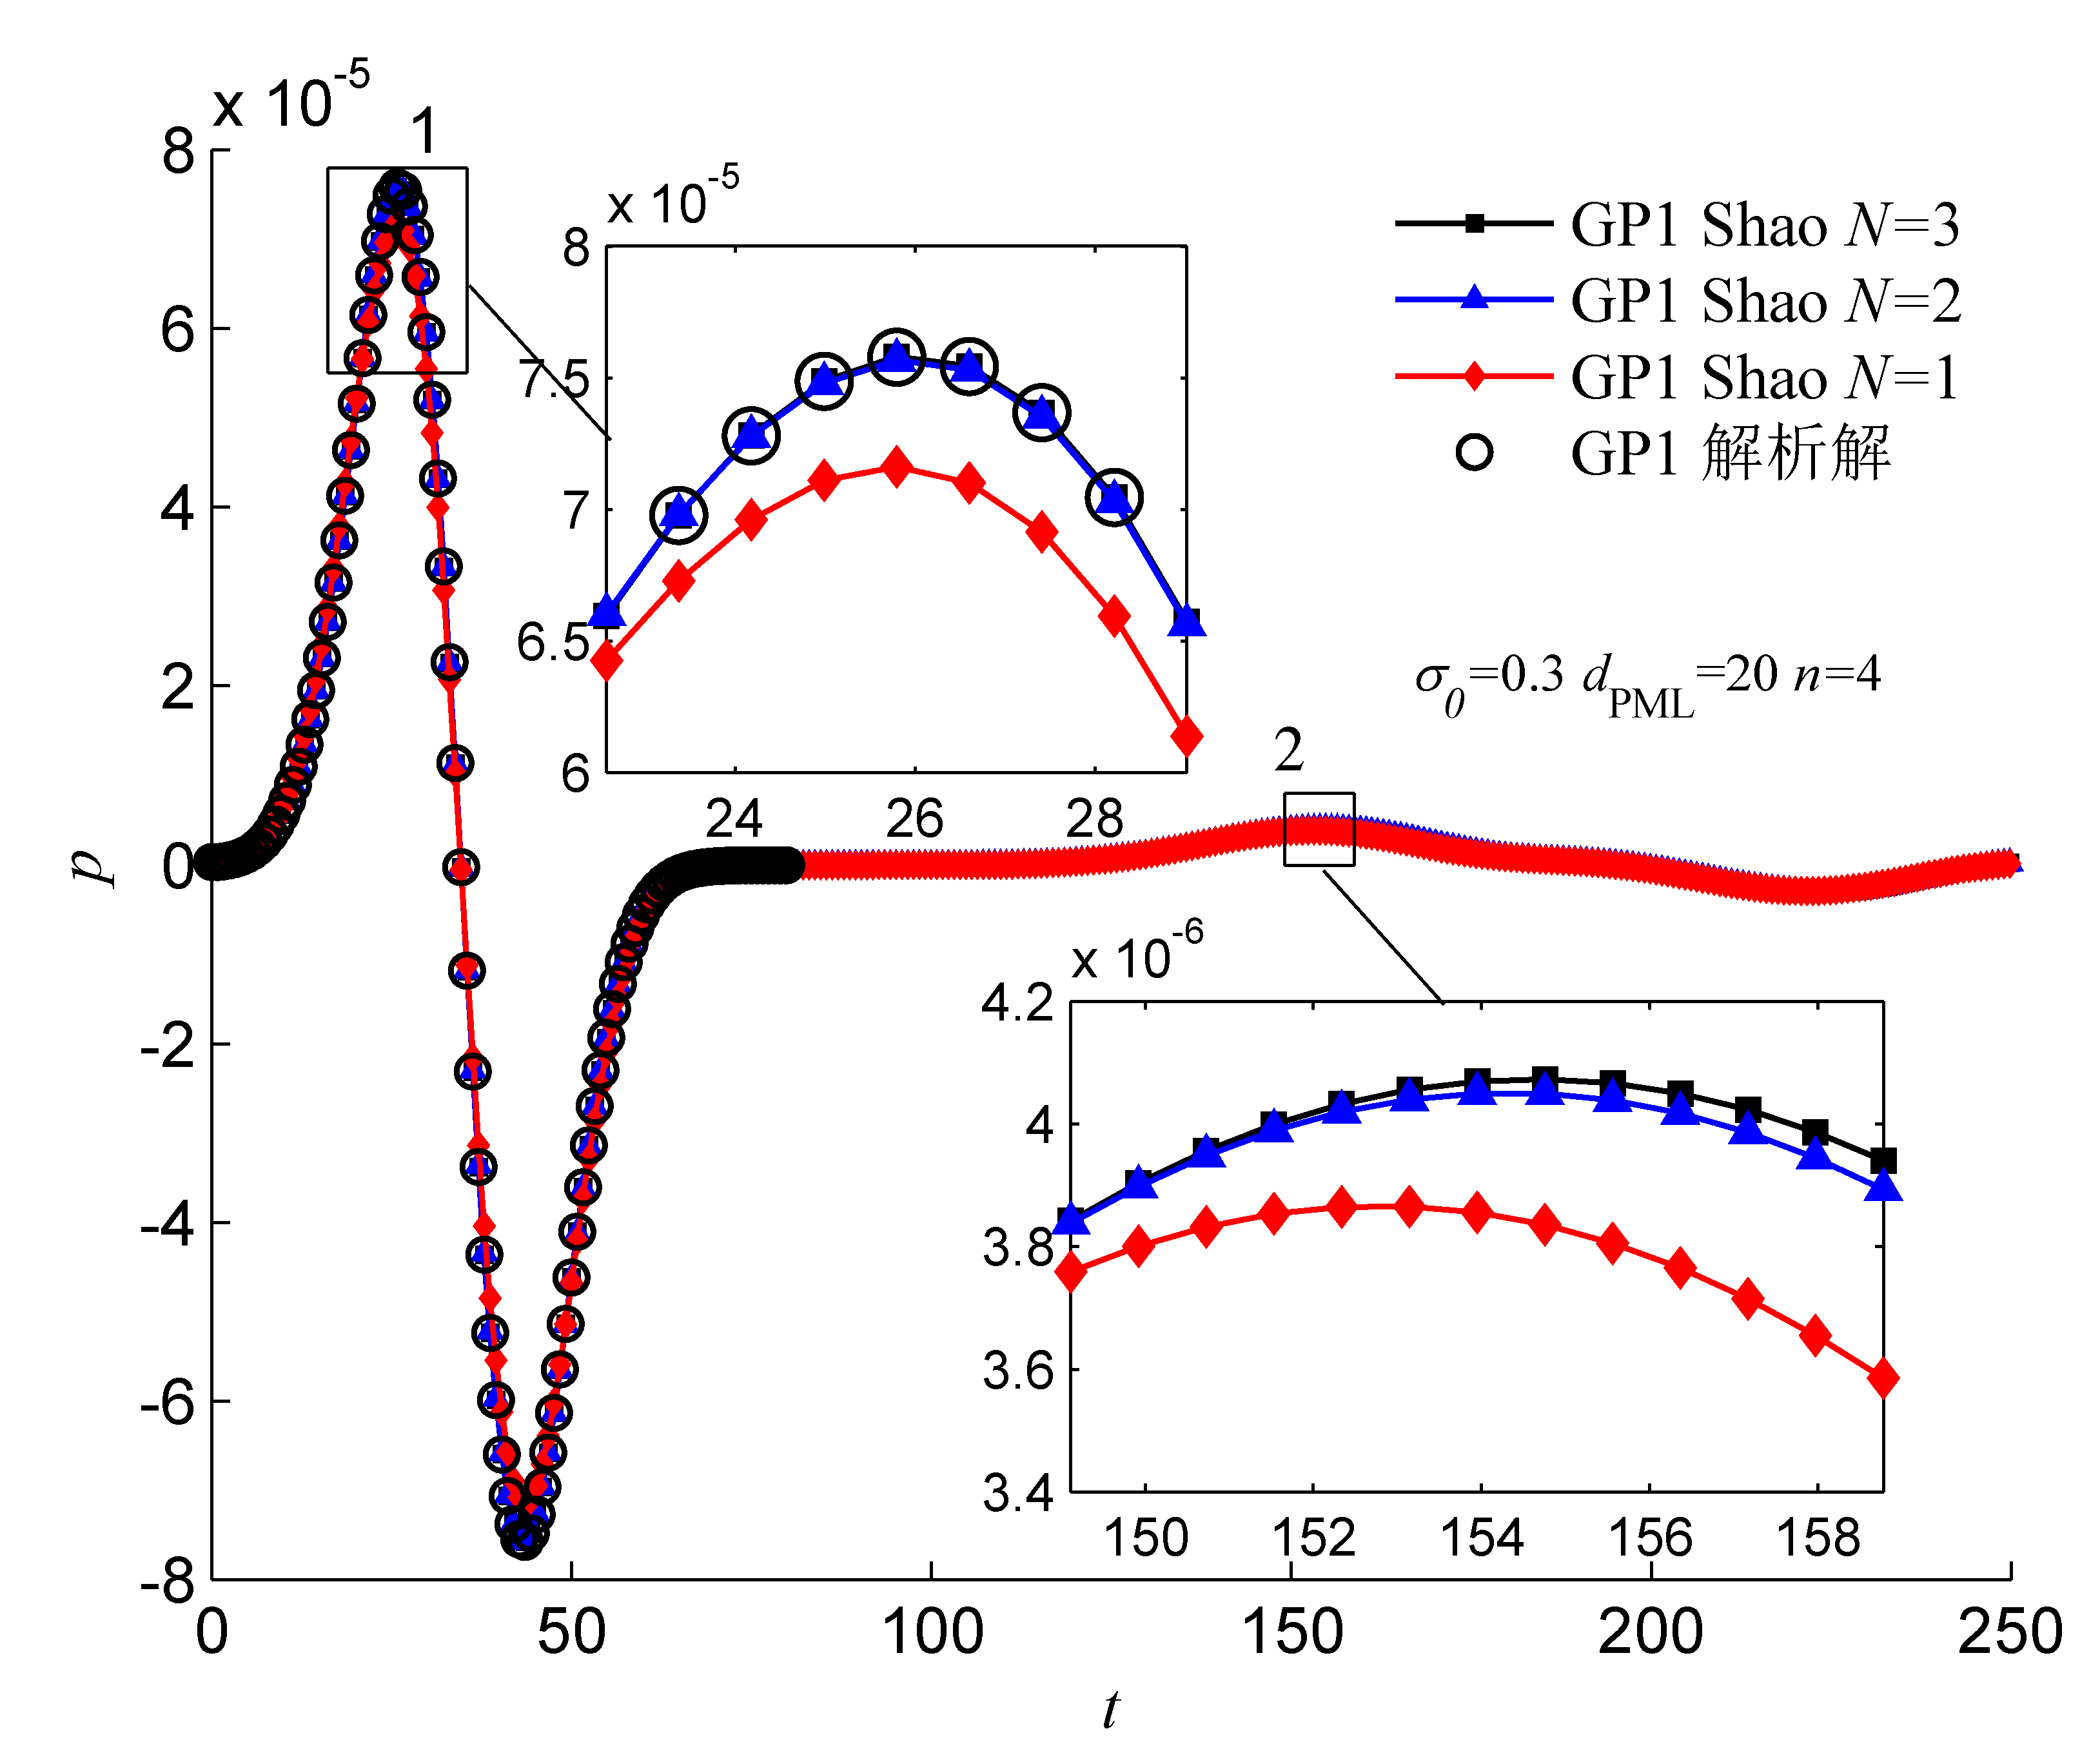 x 10-5
1
8
6
4
2
0
-2
-4
-6
-8
p
0 50 100 150 200 250
t
x 10-5
8
7.5
7
6.5
6
24 26 28
GP1 Shao N=3
GP1 Shao N=2
GP1 Shao N=1
GP1 解析解
σ0=0.3 dPML=20 n=4
2
x 10-6
4.2
4
3.8
3.6
3.4
150 152 154 156 158